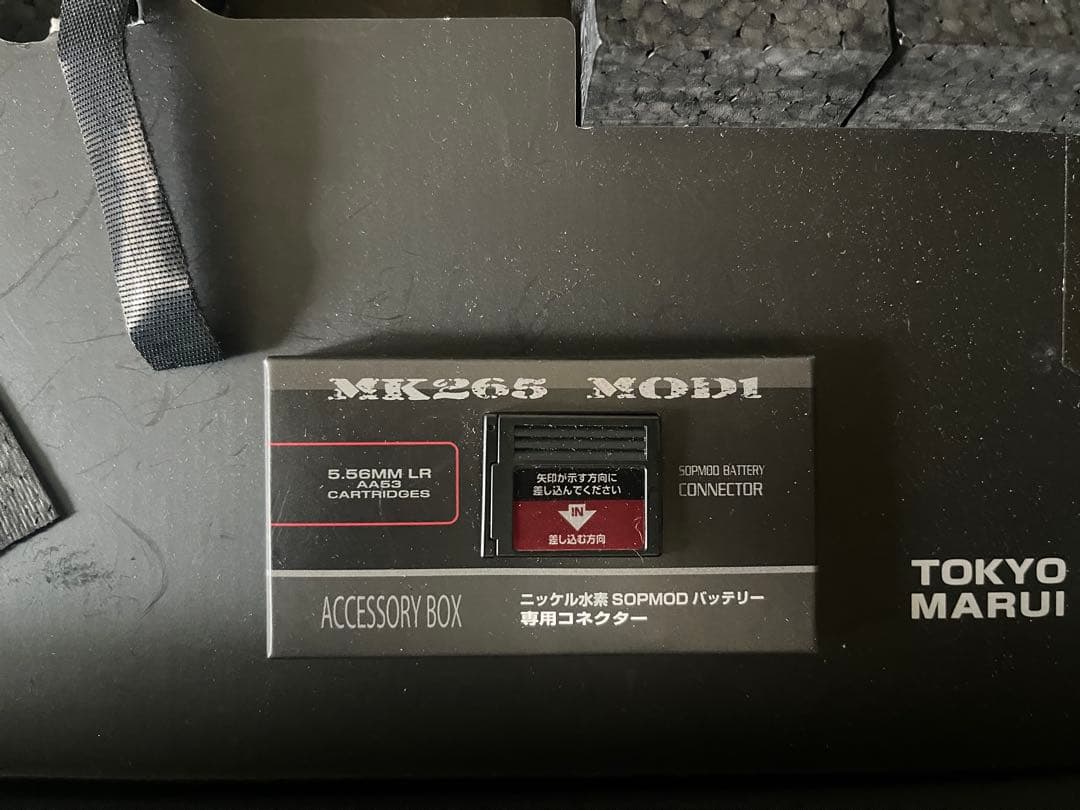 MK265 MOD1
5.56MM LR
AA53
CARTRIDGES
矢印が示す方向に
差し込んでください
IN
差し込む方向
SOPMOD BATTERY
CONNECTOR
ACCESSORY BOX
ニッケル水素 SOPMOD バッテリー
専用コネクター
TOKYO
MARUI